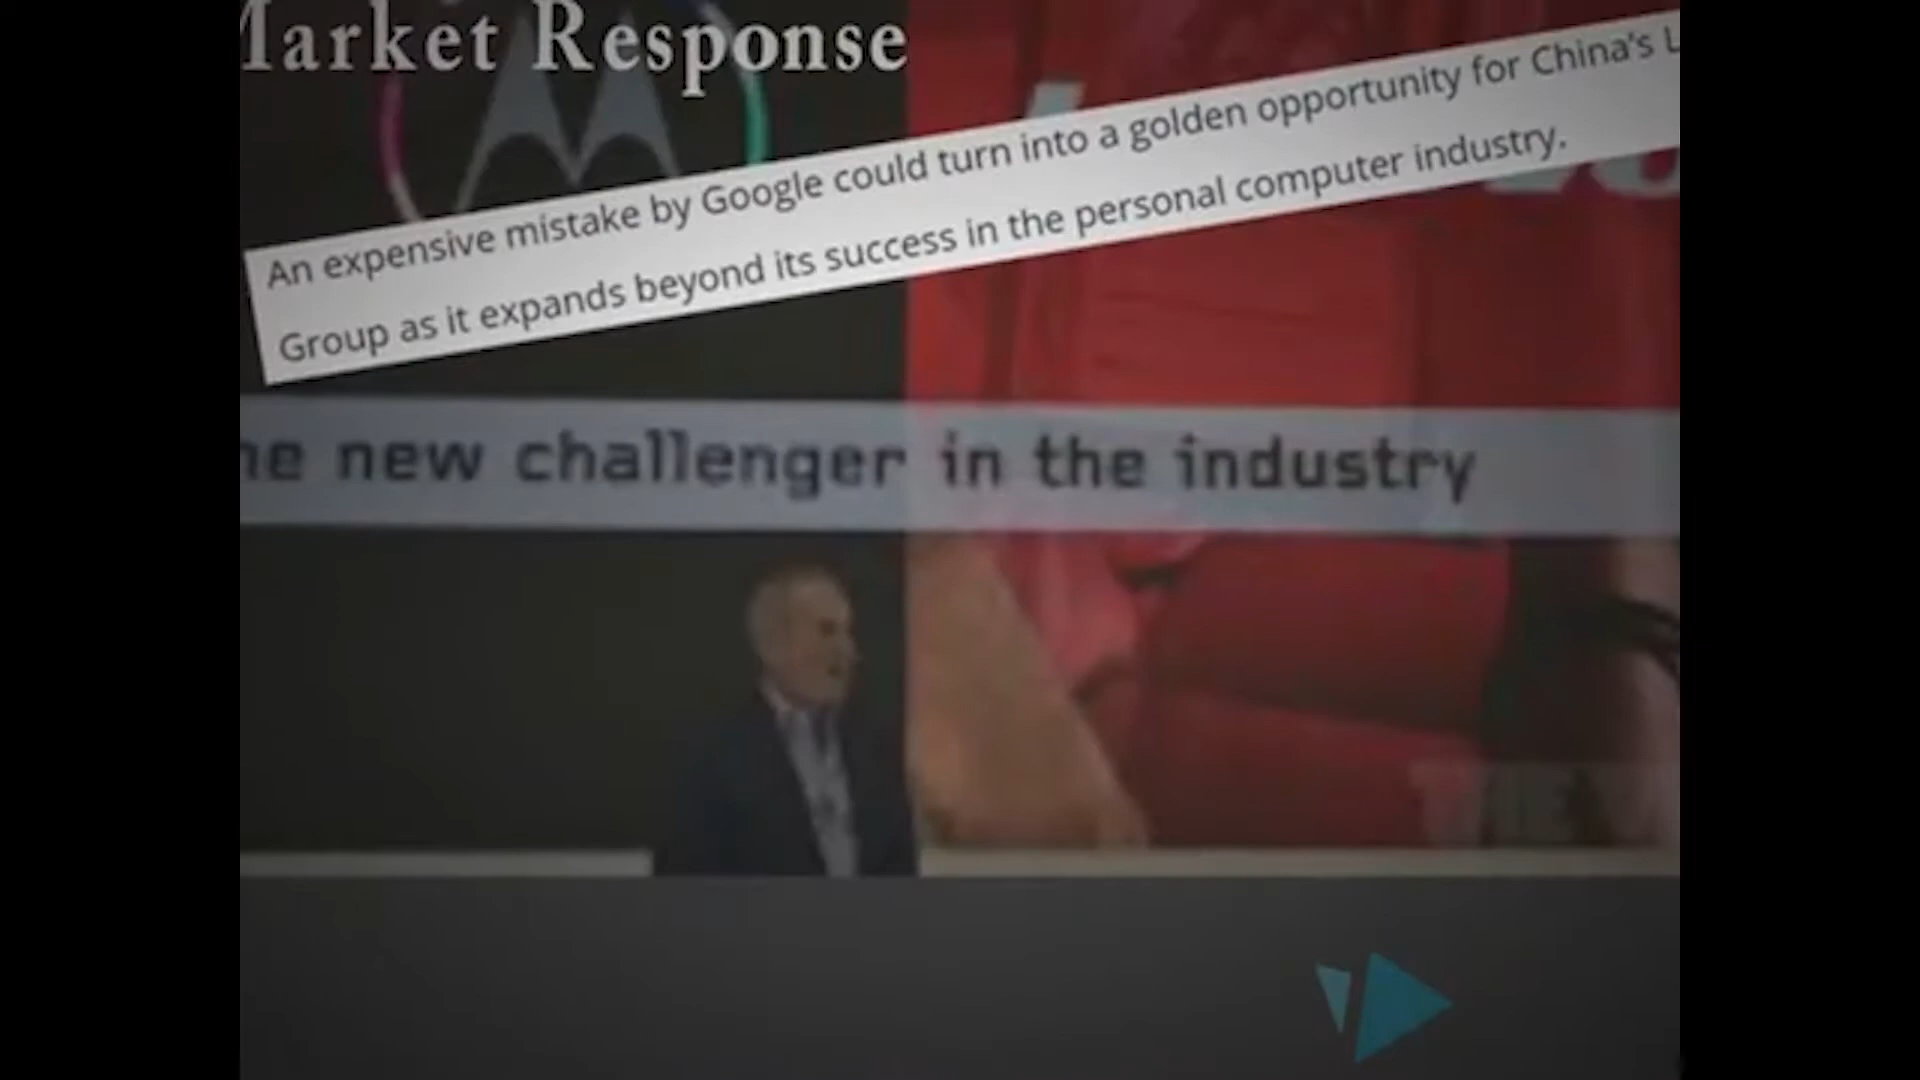 Market Response
An expensive mistake by Google could turn into a golden opportunity for China's L
Group as it expands beyond its success in the personal computer industry.
he new challenger in the industry